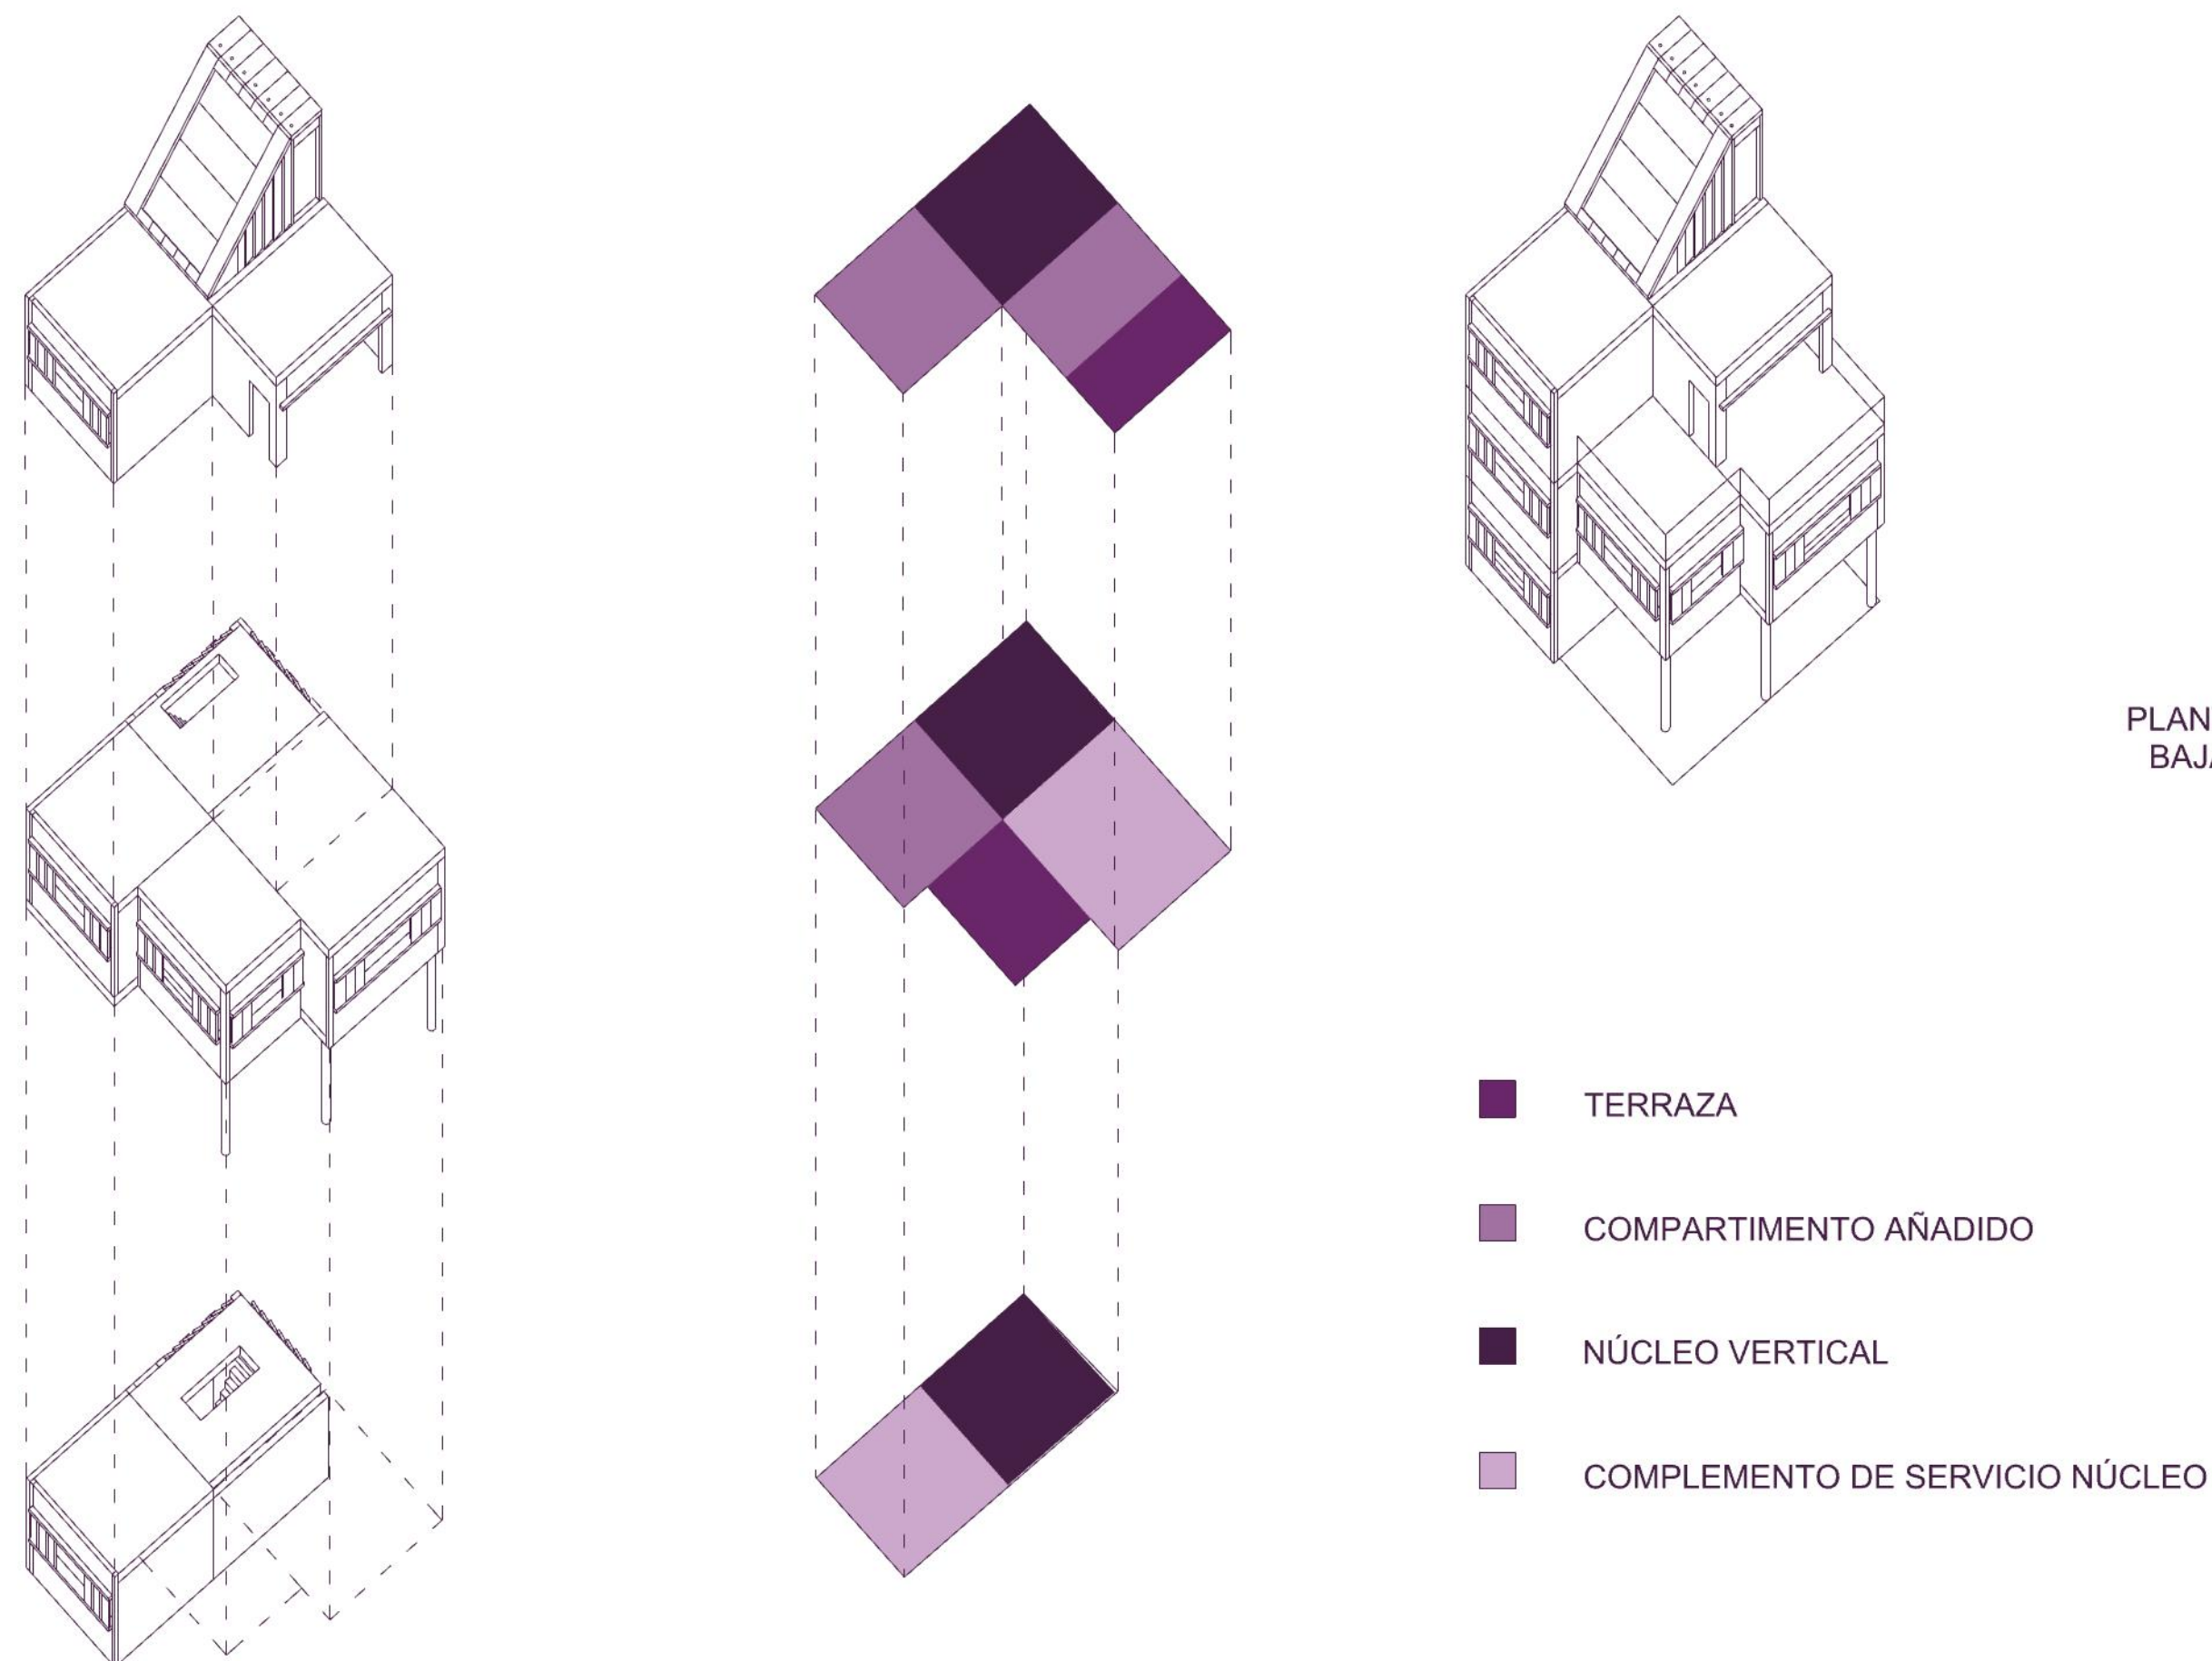 PLAN
BAJA
TERRAZA
COMPARTIMENTO AÑADIDO
NÚCLEO VERTICAL
COMPLEMENTO DE SERVICIO NÚCLEO